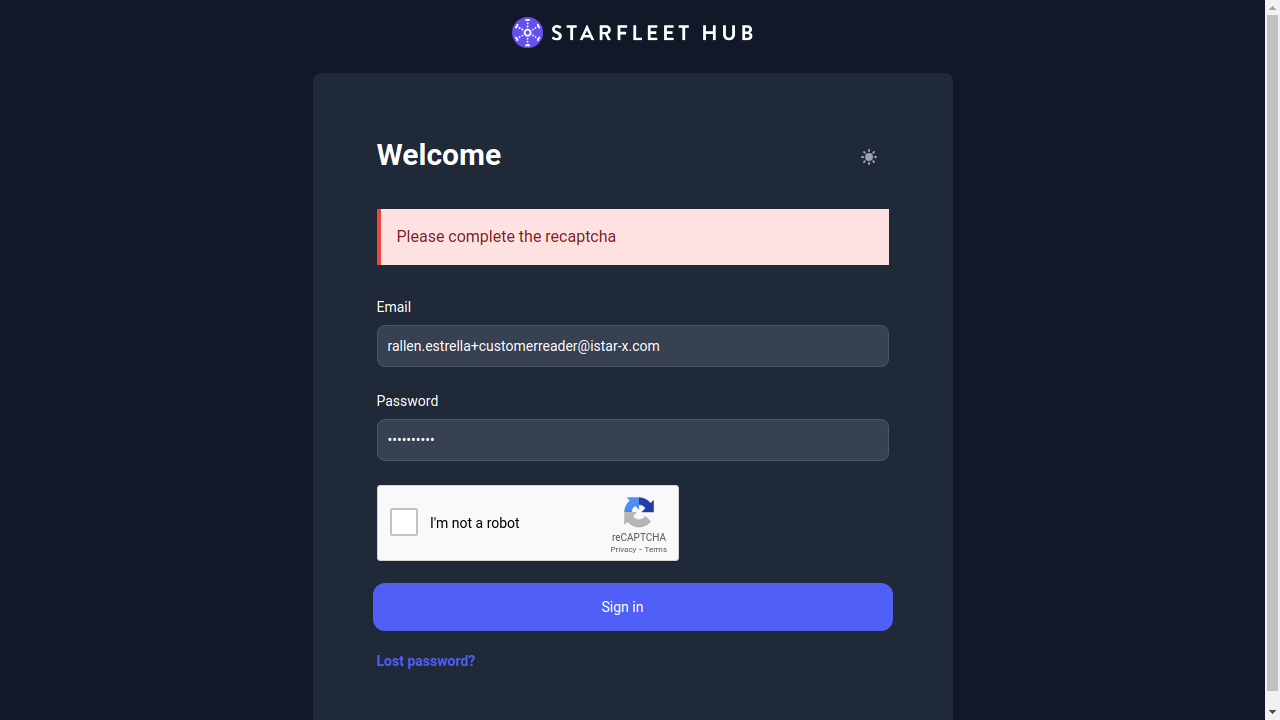 STARFLEET HUB
Welcome
Please complete the recaptcha
Email
rallen.estrella+customerreader@istar-x.com
Password
••••••••••
I'm not a robot
reCAPTCHA
Privacy - Terms
Sign in
Lost password?